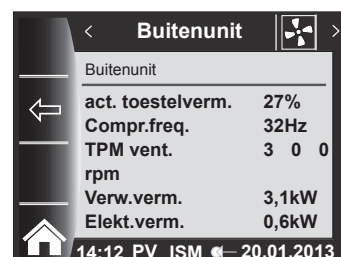 < Buitenunit >
Buitenunit
act. toestelverm. 27%
Compr.freq. 32Hz
TPM vent. 3 0 0
rpm
Verw.verm. 3,1kW
Elekt.verm. 0,6kW
14:12 PV ISM 20.01.2013